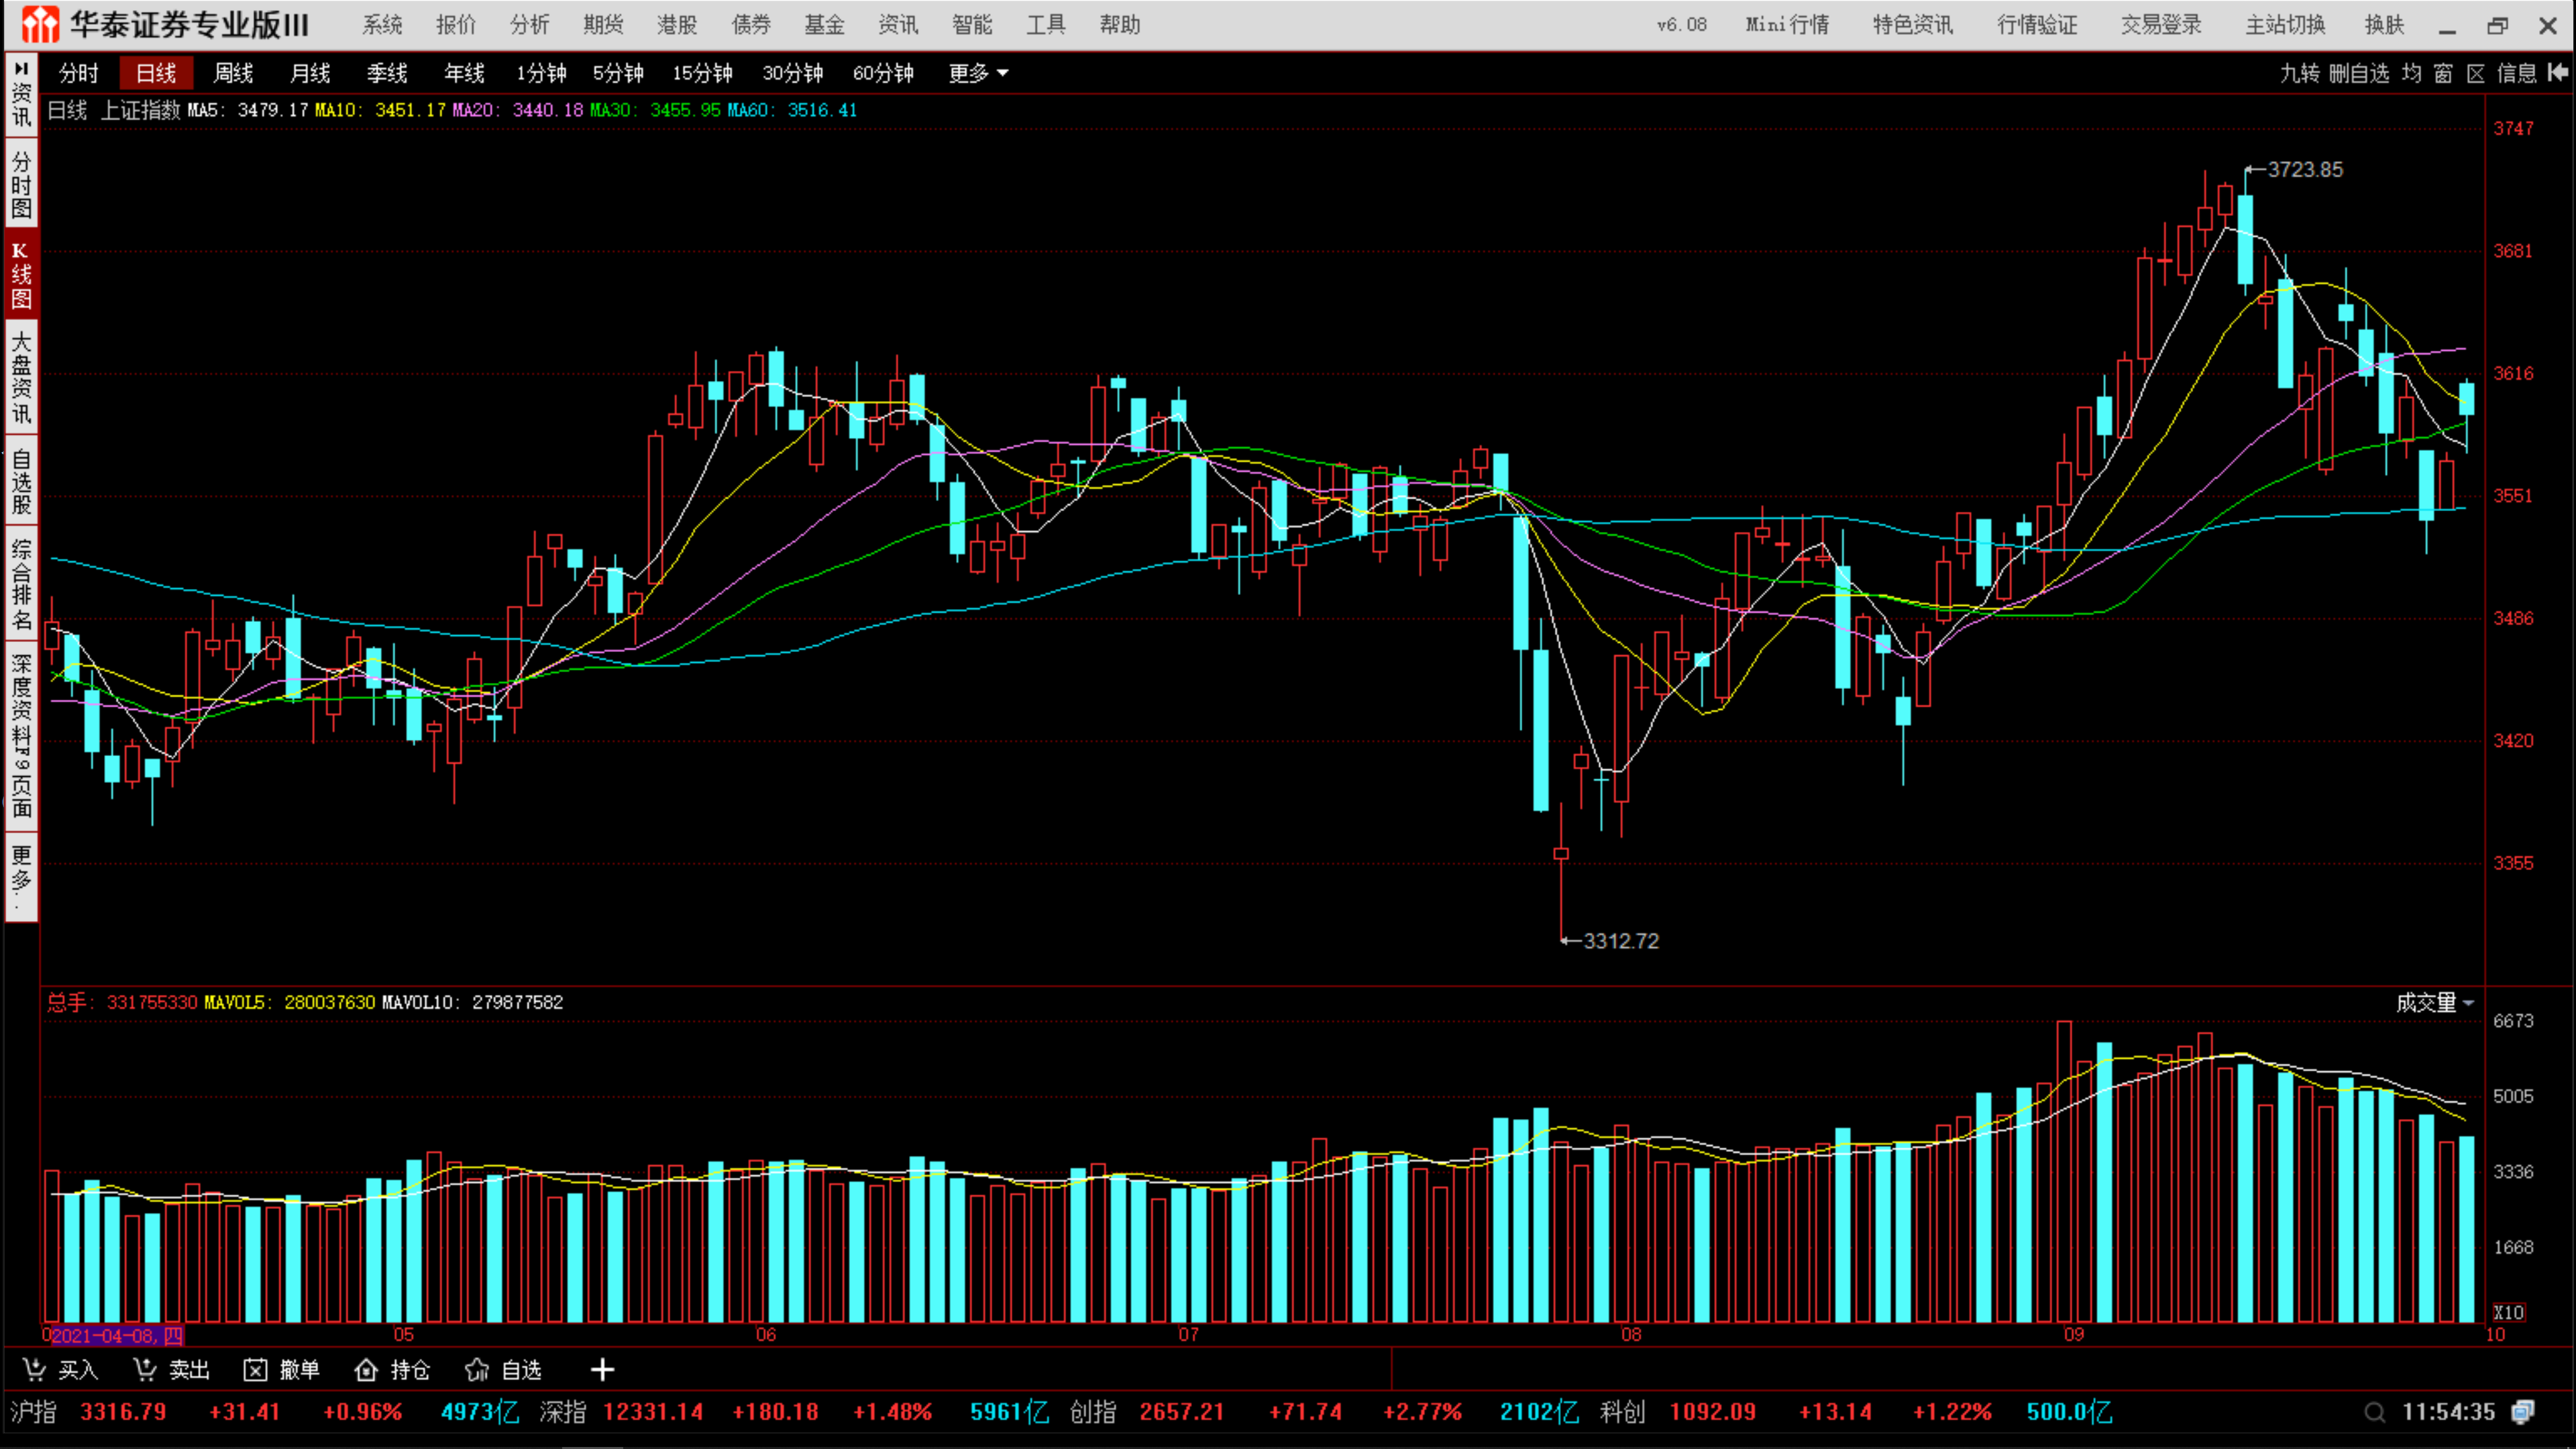 华泰证券专业版III 系统 报价 分析 期货 港股 债券 基金 资讯 智能 工具 帮助 v6.08 Mini行情 特色资讯 行情验证 交易登录 主站切换 换肤
分时 日线 周线 月线 季线 年线 1分钟 5分钟 15分钟 30分钟 60分钟 更多 九转 删自选 均 窗 区 信息
日线 上证指数 MA5: 3479.17 MA10: 3451.17 MA20: 3440.18 MA30: 3455.95 MA60: 3516.41
资讯
分时图
K线图
大盘资讯
自选股
综合排名
深度资料F9页面
更多..
3747
3723.85
3681
3616
3551
3486
3420
3355
3312.72
总手: 331755330 MAVOL5: 280037630 MAVOL10: 279877582 成交量
6673
5005
3336
1668
X10
0 2021-04-08,四 05 06 07 08 09 10
买入 卖出 撤单 持仓 自选 +
沪指 3316.79 +31.41 +0.96% 4973亿 深指 12331.14 +180.18 +1.48% 5961亿 创指 2657.21 +71.74 +2.77% 2102亿 科创 1092.09 +13.14 +1.22% 500.0亿 11:54:35